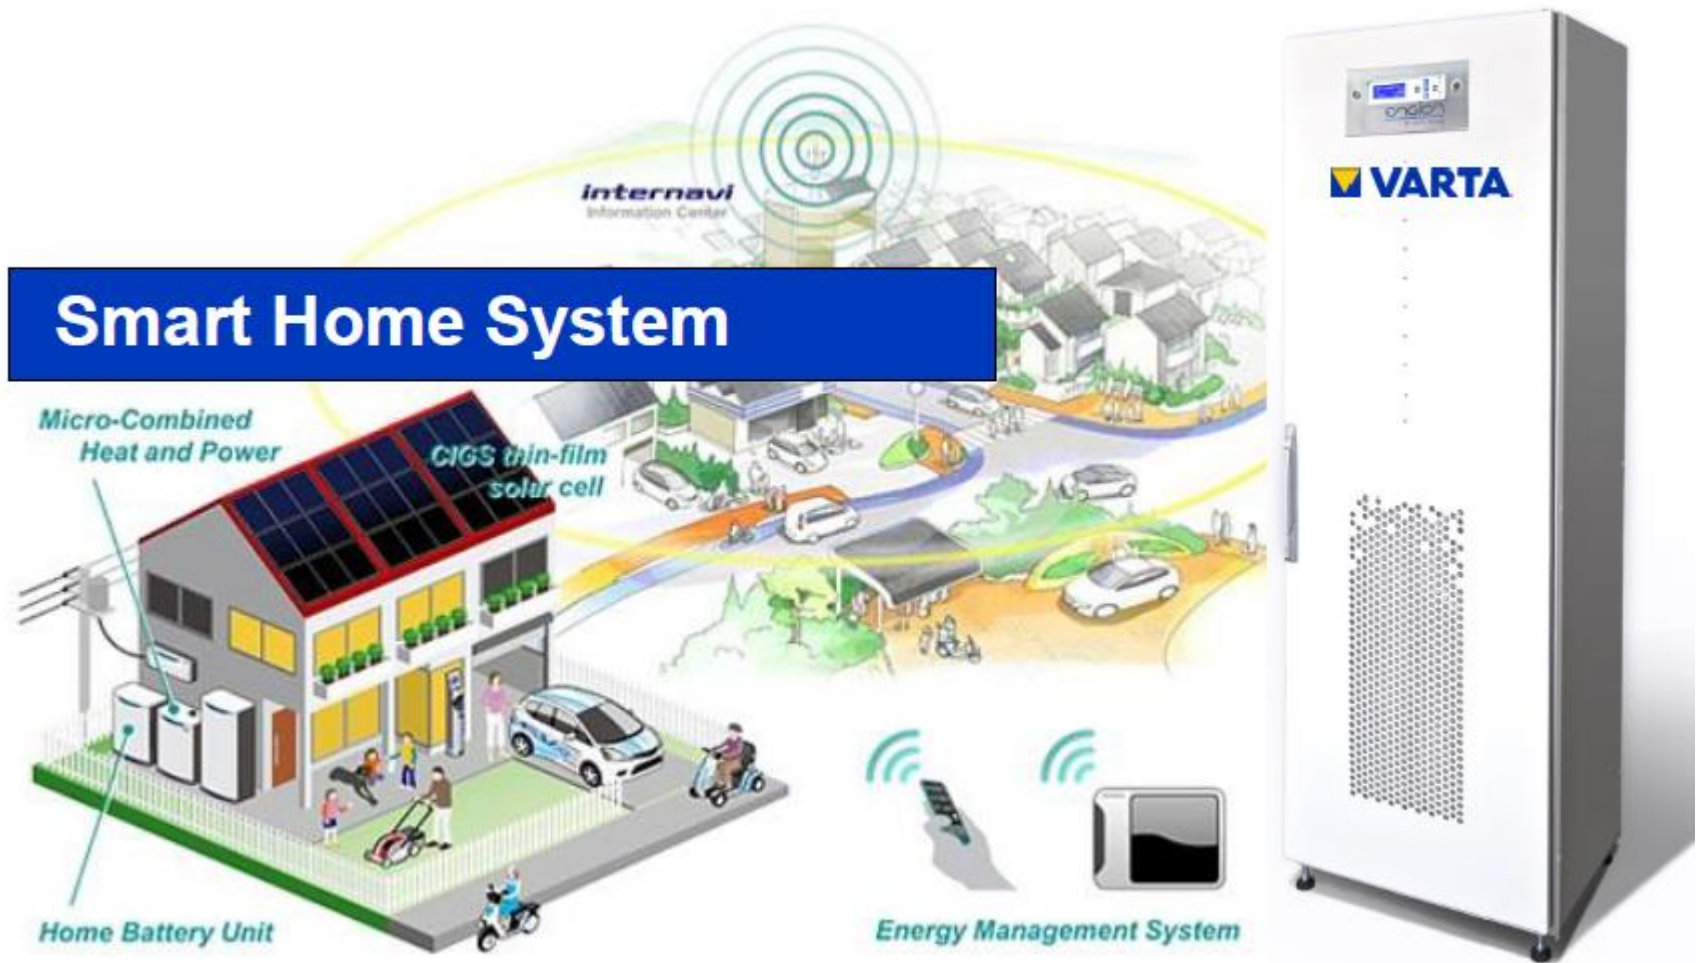 internavi
Information Center
Smart Home System
Micro-Combined
Heat and Power
CIGS thin-film
solar cell
Home Battery Unit
Energy Management System
engion
VARTA